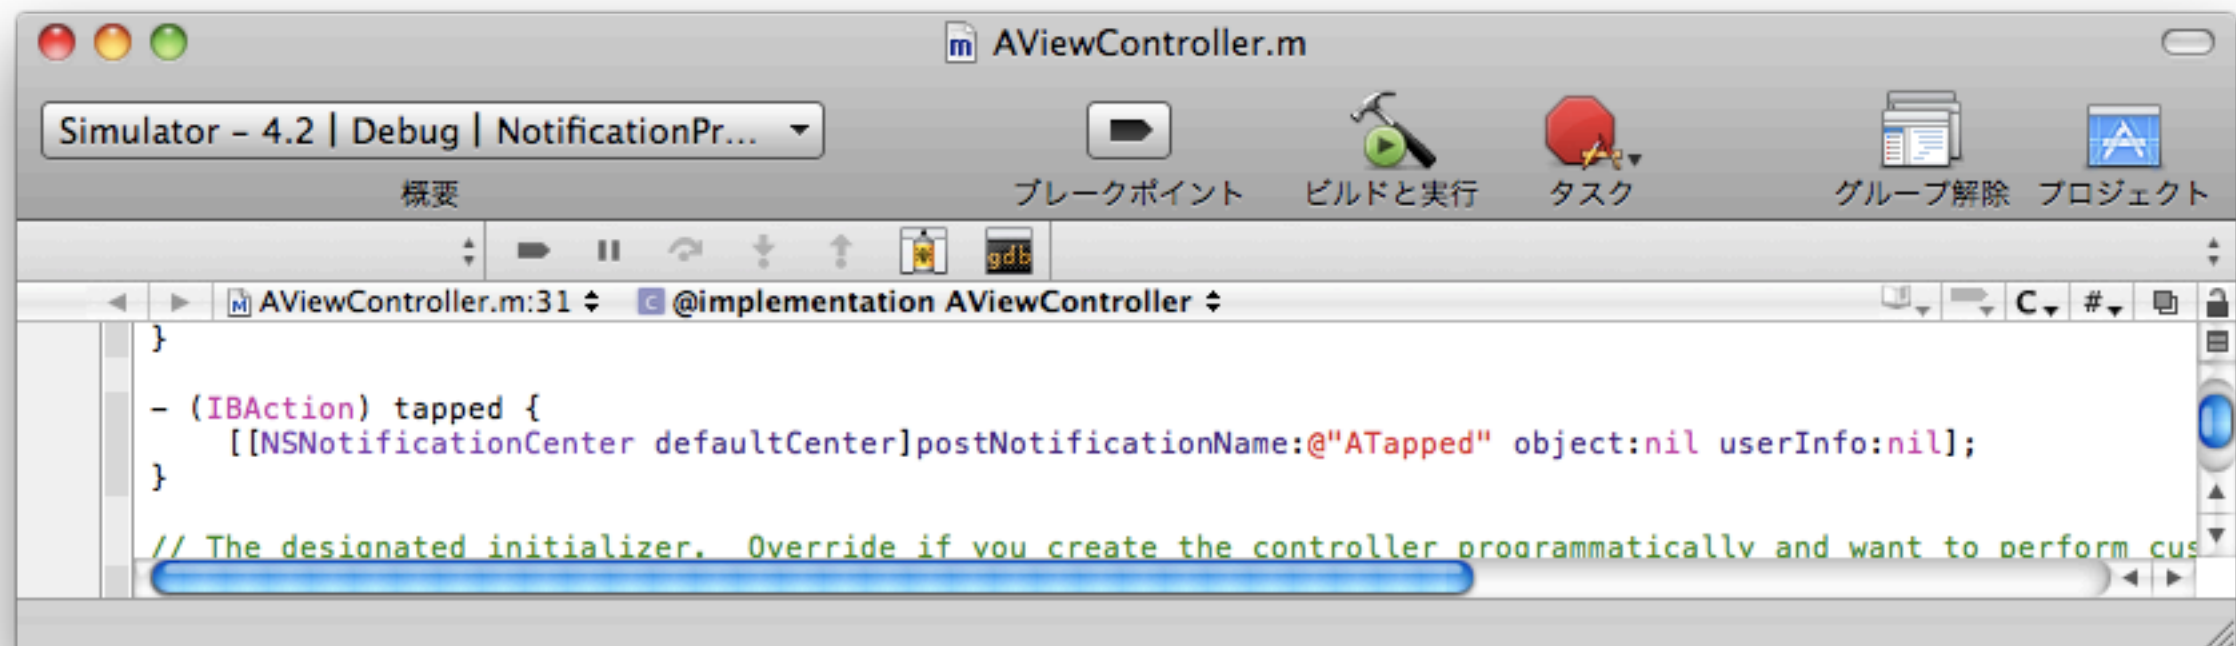 AViewController.m
Simulator – 4.2 | Debug | NotificationPr...
概要
ブレークポイント
ビルドと実行
タスク
グループ解除
プロジェクト
gdb
AViewController.m:31
C @implementation AViewController
C
#
}
- (IBAction) tapped {
[[NSNotificationCenter defaultCenter]postNotificationName:@"ATapped" object:nil userInfo:nil];
}
// The designated initializer. Override if you create the controller programmatically and want to perform cus